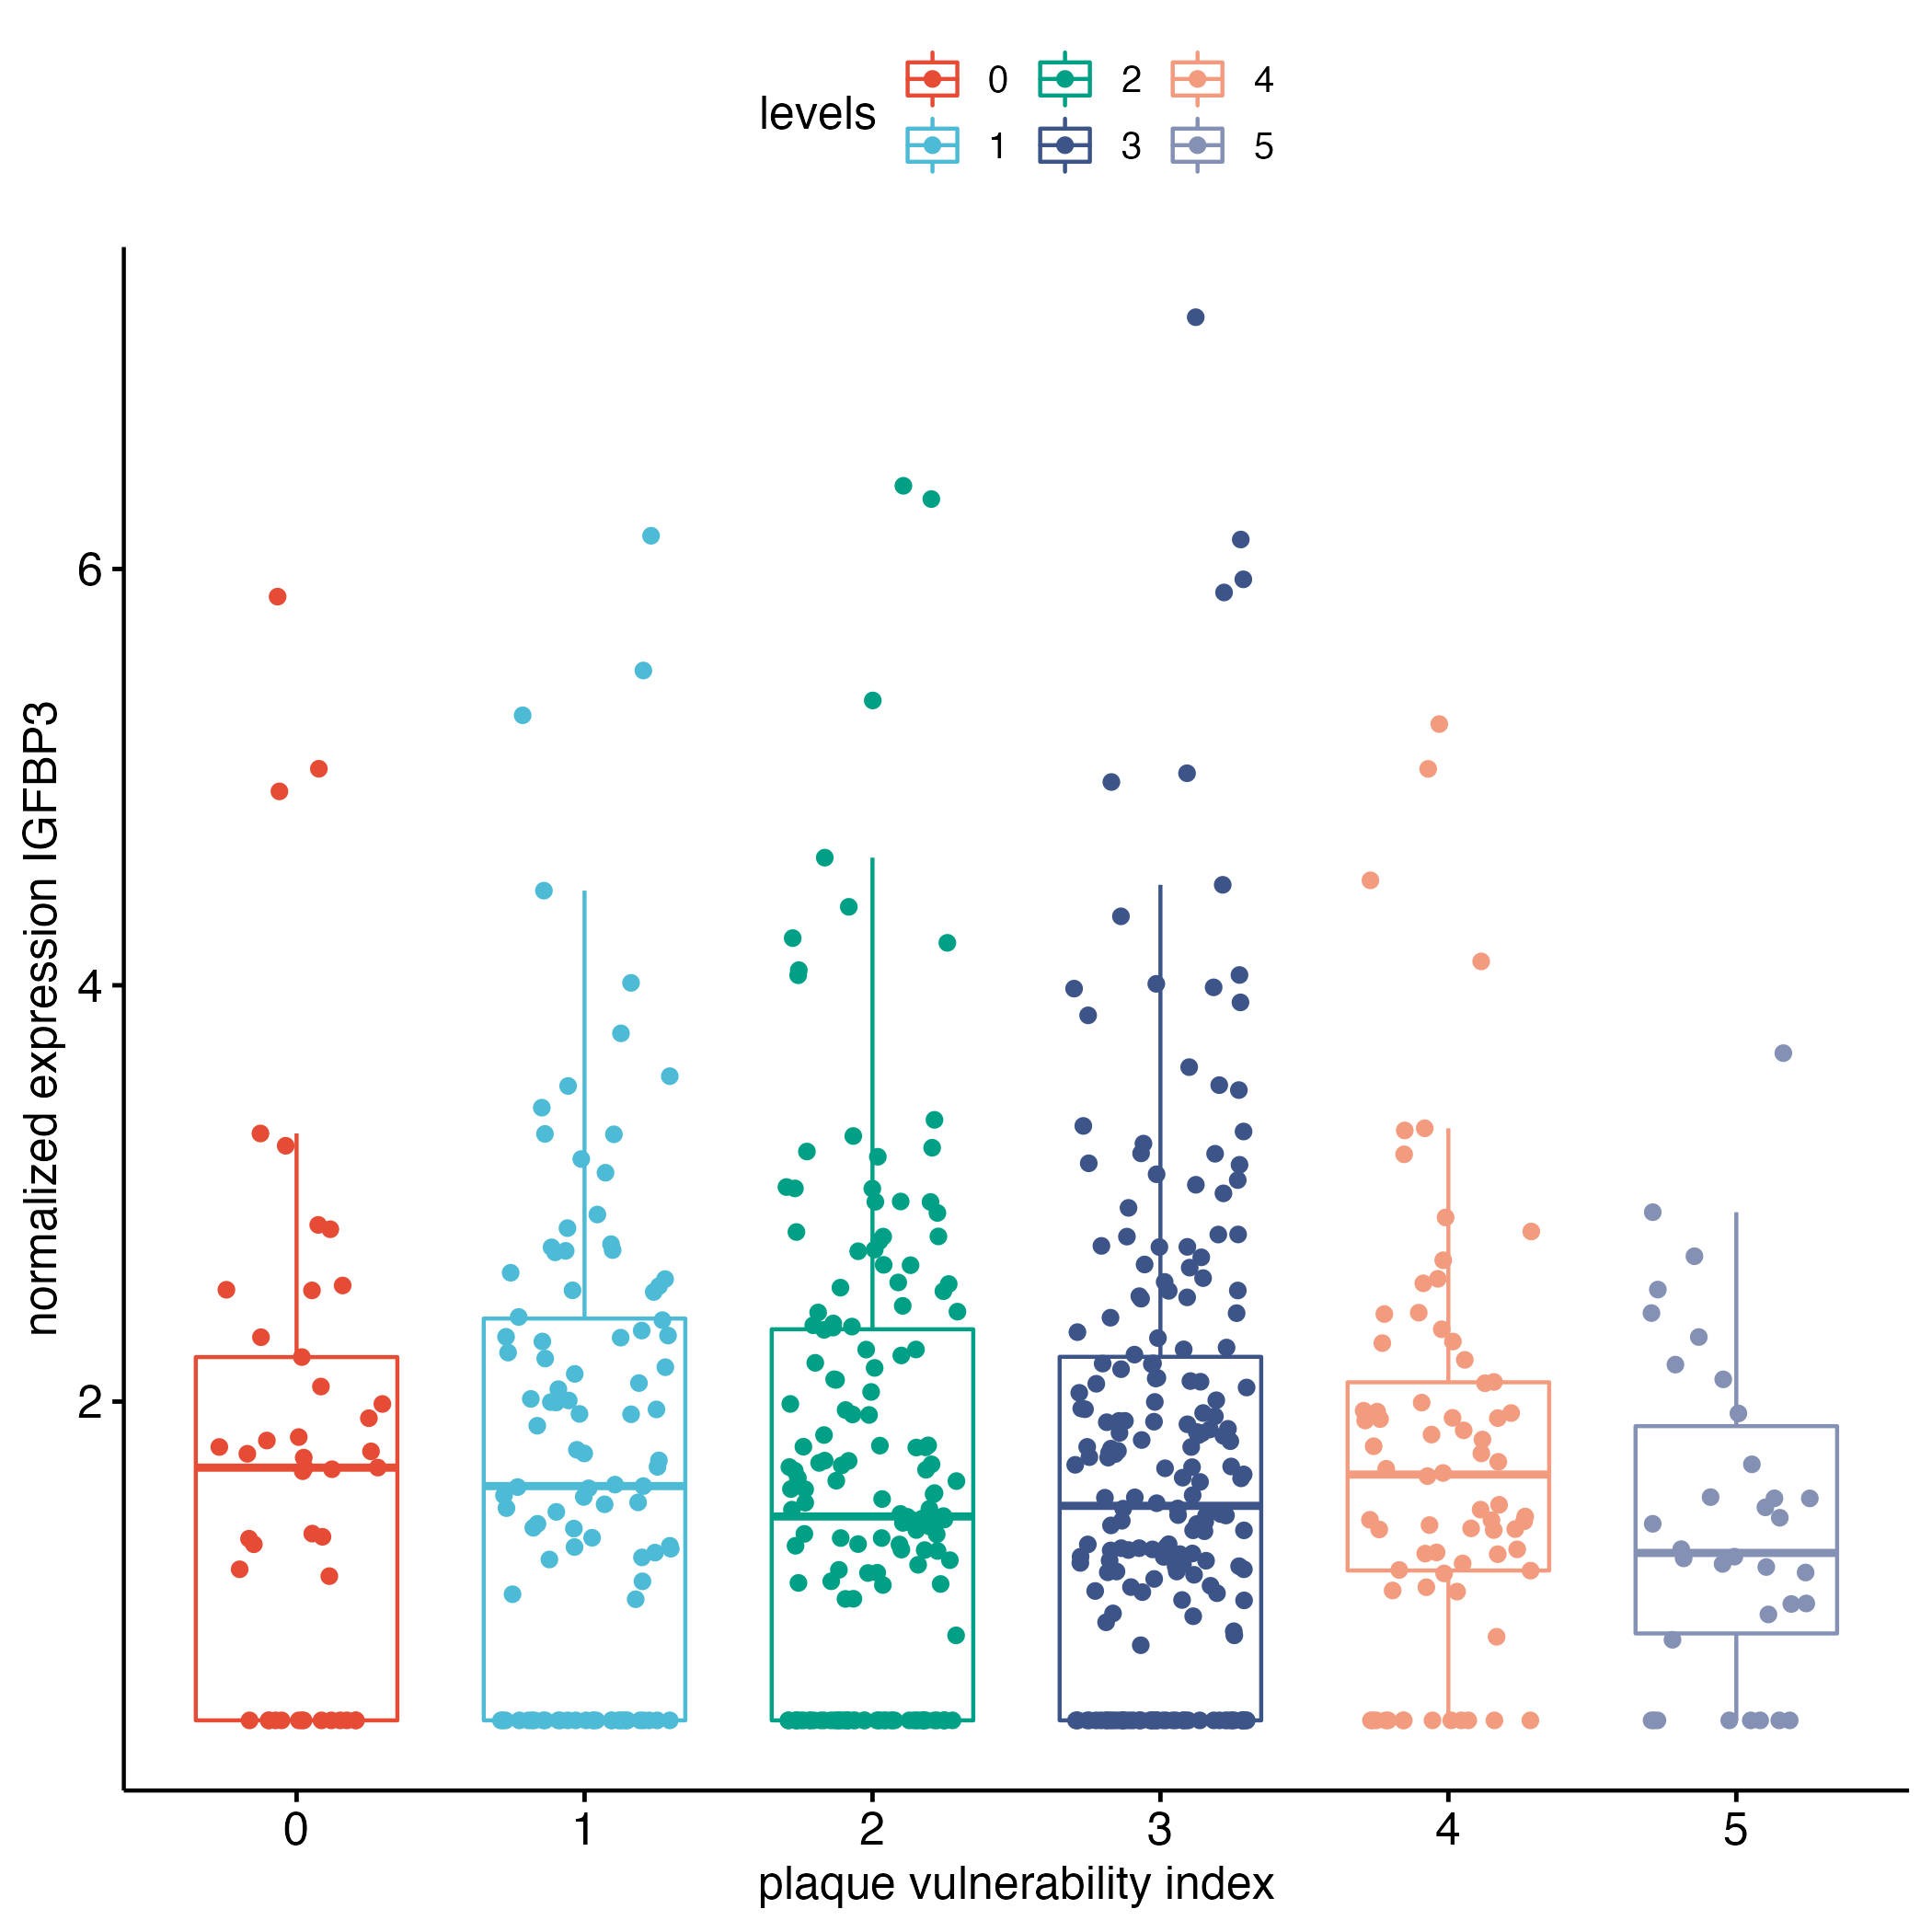 levels
0 2 4
1 3 5
normalized expression IGFBP3
6
4
2
0 1 2 3 4 5
plaque vulnerability index